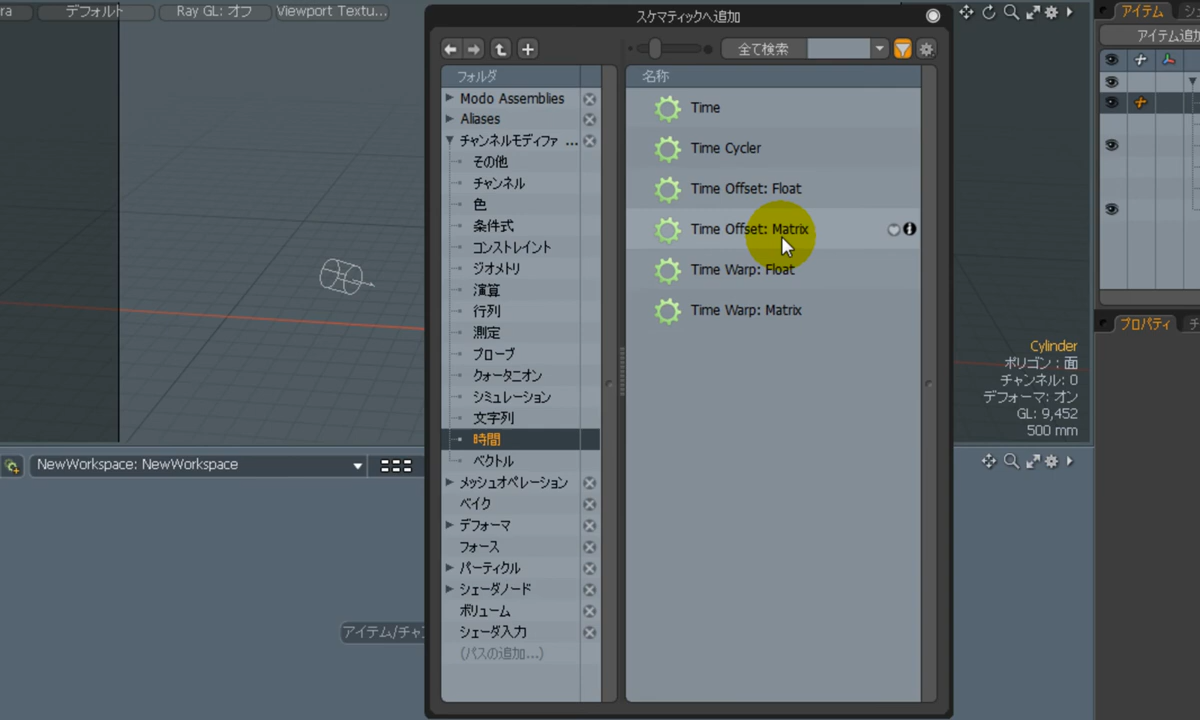 ra
デフォルト
Ray GL: オフ
Viewport Textu...
スケマティックへ追加
アイテム
アイテム追加
全て検索
フォルダ
名称
Modo Assemblies
Aliases
チャンネルモディファ ...
その他
チャンネル
色
条件式
コンストレイント
ジオメトリ
演算
行列
測定
プローブ
クォータニオン
シミュレーション
文字列
時間
ベクトル
メッシュオペレーション
ベイク
デフォーマ
フォース
パーティクル
シェーダノード
ボリューム
シェーダ入力
(パスの追加...)
Time
Time Cycler
Time Offset: Float
Time Offset: Matrix
Time Warp: Float
Time Warp: Matrix
プロパティ
チ
Cylinder
ポリゴン : 面
チャンネル: 0
デフォーマ: オン
GL: 9,452
500 mm
NewWorkspace: NewWorkspace
アイテム/チャ